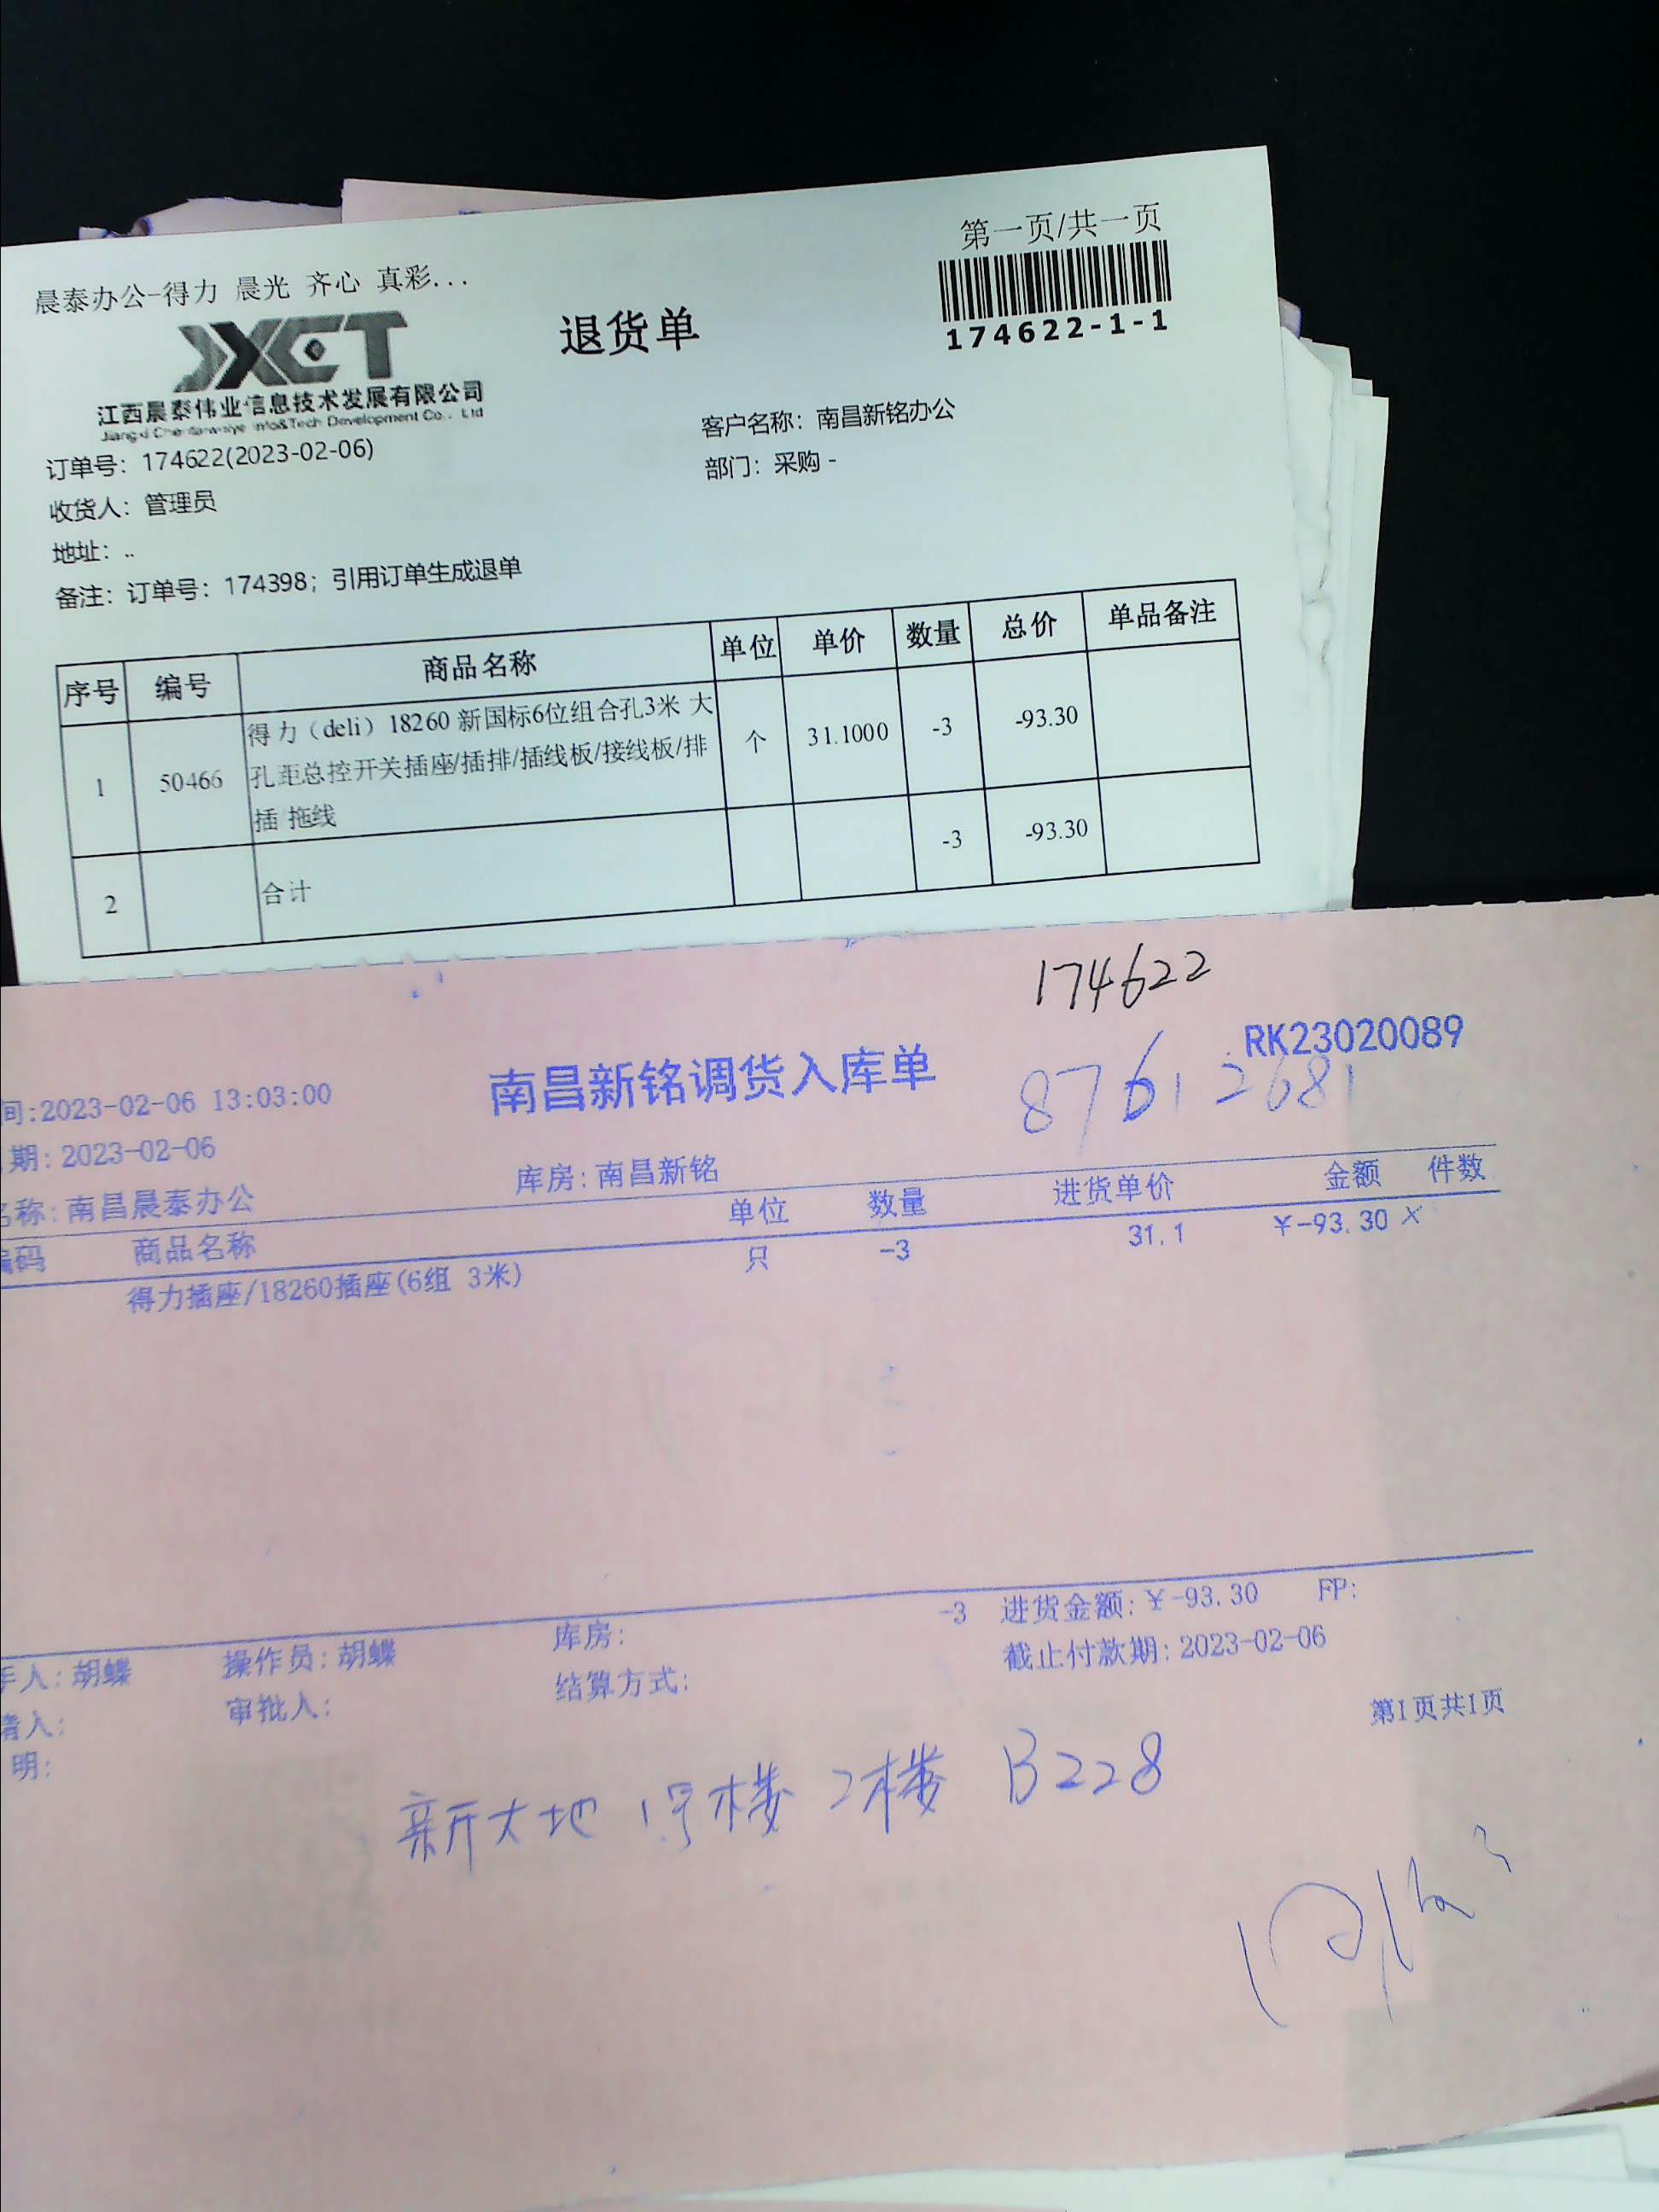 第一页/共一页
晨泰办公-得力 晨光 齐心 真彩...
JXCT
退货单
174622-1-1
江西晨泰伟业信息技术发展有限公司
订单号：174622(2023-02-06)
客户名称：南昌新铭办公
收货人：管理员
部门：采购 -
地址：..
备注：订单号：174398；引用订单生成退单
序号 编号 商品名称 单位 单价 数量 总价 单品备注
1 50466 得力（deli）18260 新国标6位组合孔3米 大 个 31.1000 -3 -93.30
孔距总控开关插座/插排/插线板/接线板/排
插/拖线
2 合计 -3 -93.30
174622
RK23020089
南昌新铭调货入库单
87612681
间:2023-02-06 13:03:00
期:2023-02-06
名称:南昌晨泰办公
库房:南昌新铭
编码 商品名称 单位 数量 进货单价 金额 件数
得力插座/18260插座(6组 3米) 只 -3 31.1 ￥-93.30 ×
-3 进货金额:￥-93.30 FP:
手人:胡蝶 操作员:胡蝶 库房:
截止付款期:2023-02-06
审批人: 结算方式:
第1页共1页
明:
新大地 1号楼 2楼 B228